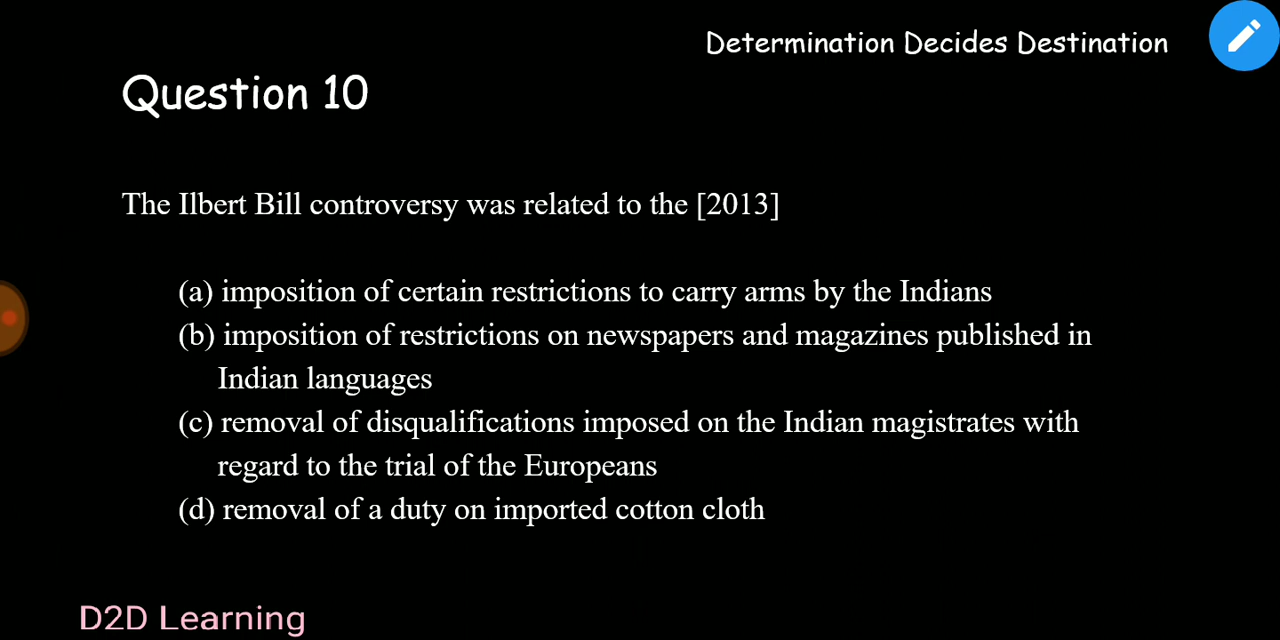 Determination Decides Destination
Question 10
The Ilbert Bill controversy was related to the [2013]
(a) imposition of certain restrictions to carry arms by the Indians
(b) imposition of restrictions on newspapers and magazines published in
Indian languages
(c) removal of disqualifications imposed on the Indian magistrates with
regard to the trial of the Europeans
(d) removal of a duty on imported cotton cloth
D2D Learning